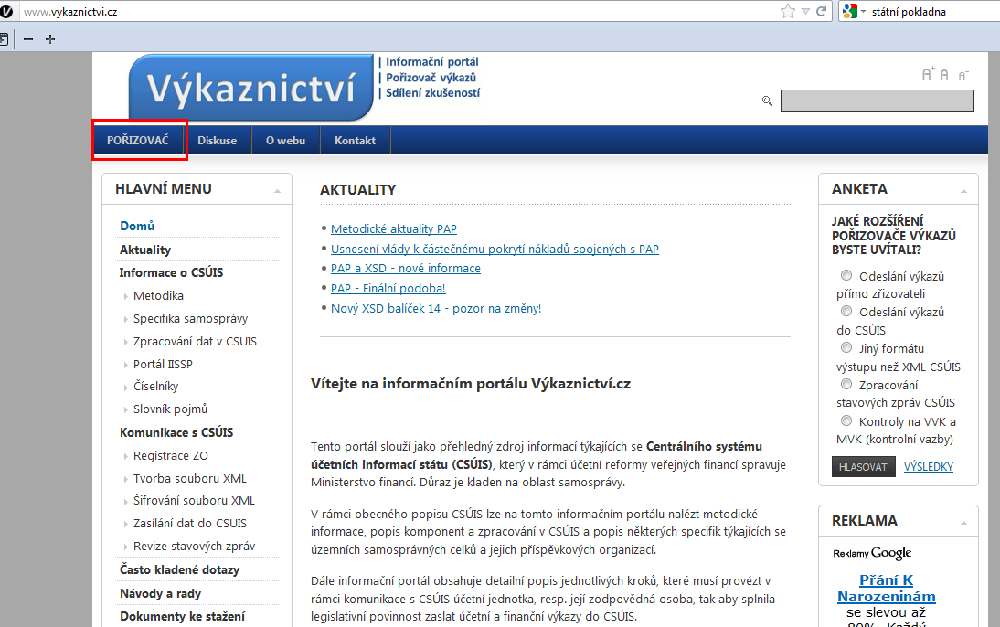 www.vykaznictvi.cz
státní pokladna
Výkaznictví
| Informační portál
| Pořizovač výkazů
| Sdílení zkušeností
A+ A A-
POŘIZOVAČ
Diskuse
O webu
Kontakt
HLAVNÍ MENU
Domů
Aktuality
Informace o CSÚIS
Metodika
Specifika samosprávy
Zpracování dat v CSUIS
Portál IISSP
Číselníky
Slovník pojmů
Komunikace s CSÚIS
Registrace ZO
Tvorba souboru XML
Šifrování souboru XML
Zasílání dat do CSUIS
Revize stavových zpráv
Často kladené dotazy
Návody a rady
Dokumenty ke stažení
AKTUALITY
Metodické aktuality PAP
Usnesení vlády k částečnému pokrytí nákladů spojených s PAP
PAP a XSD - nové informace
PAP - Finální podoba!
Nový XSD balíček 14 - pozor na změny!
Vítejte na informačním portálu Výkaznictví.cz
Tento portál slouží jako přehledný zdroj informací týkajících se Centrálního systému
účetních informací státu (CSÚIS), který v rámci účetní reformy veřejných financí spravuje
Ministerstvo financí. Důraz je kladen na oblast samosprávy.
V rámci obecného popisu CSÚIS lze na tomto informačním portálu nalézt metodické
informace, popis komponent a zpracování v CSÚIS a popis některých specifik týkajících se
územních samosprávných celků a jejich příspěvkových organizací.
Dále informační portál obsahuje detailní popis jednotlivých kroků, které musí provézt v
rámci komunikace s CSÚIS účetní jednotka, resp. její zodpovědná osoba, tak aby splnila
legislativní povinnost zaslat účetní a finanční výkazy do CSÚIS.
ANKETA
JAKÉ ROZŠÍŘENÍ
POŘIZOVAČE VÝKAZŮ
BYSTE UVÍTALI?
Odeslání výkazů
přímo zřizovateli
Odeslání výkazů
do CSÚIS
Jiný formátu
výstupu než XML CSÚIS
Zpracování
stavových zpráv CSÚIS
Kontroly na VVK a
MVK (kontrolní vazby)
HLASOVAT
VÝSLEDKY
REKLAMA
Reklamy Google
Přání K
Narozeninám
se slevou až
80%. Každý